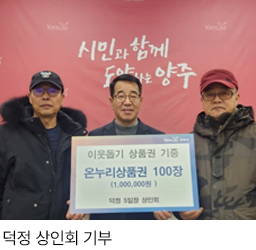 시민과 함께
도약하는 양주
이웃돕기 상품권 기증
온누리상품권 100장
(1,000,000원)
덕정 5일장 상인회
덕정 상인회 기부